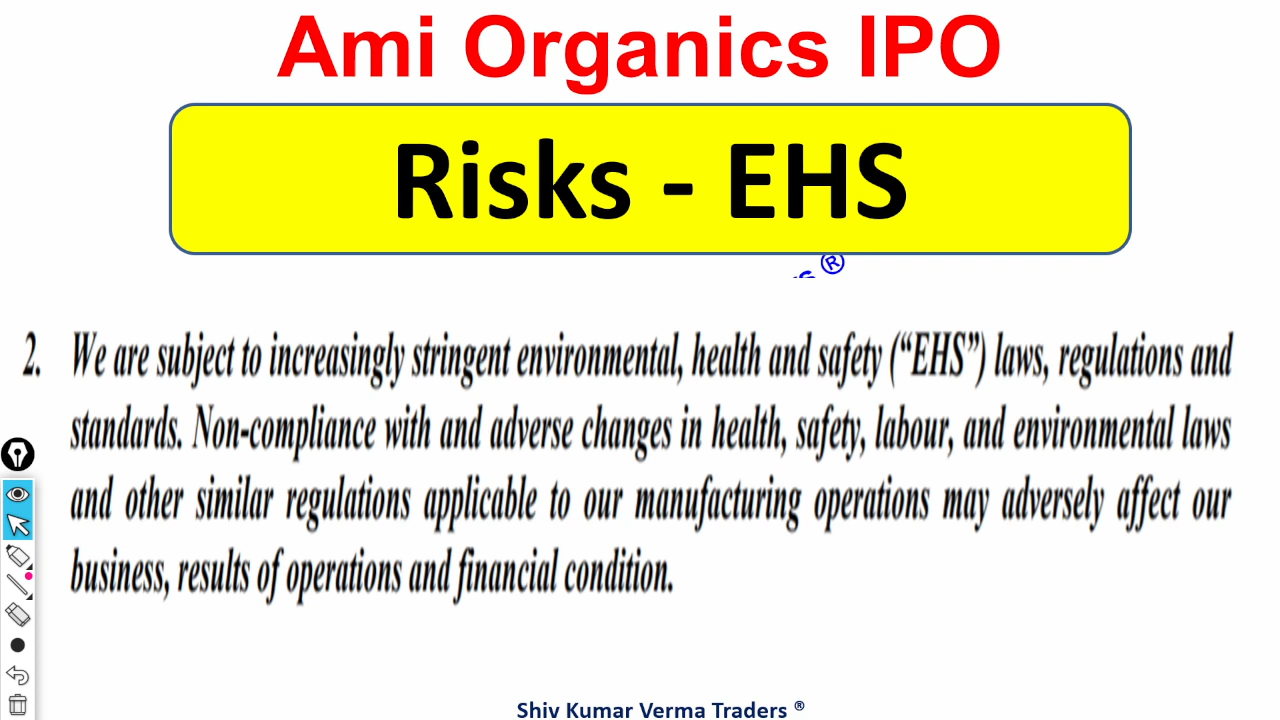 Ami Organics IPO
Risks - EHS
®
2. We are subject to increasingly stringent environmental, health and safety (“EHS”) laws, regulations and
standards. Non-compliance with and adverse changes in health, safety, labour, and environmental laws
and other similar regulations applicable to our manufacturing operations may adversely affect our
business, results of operations and financial condition.
Shiv Kumar Verma Traders ®